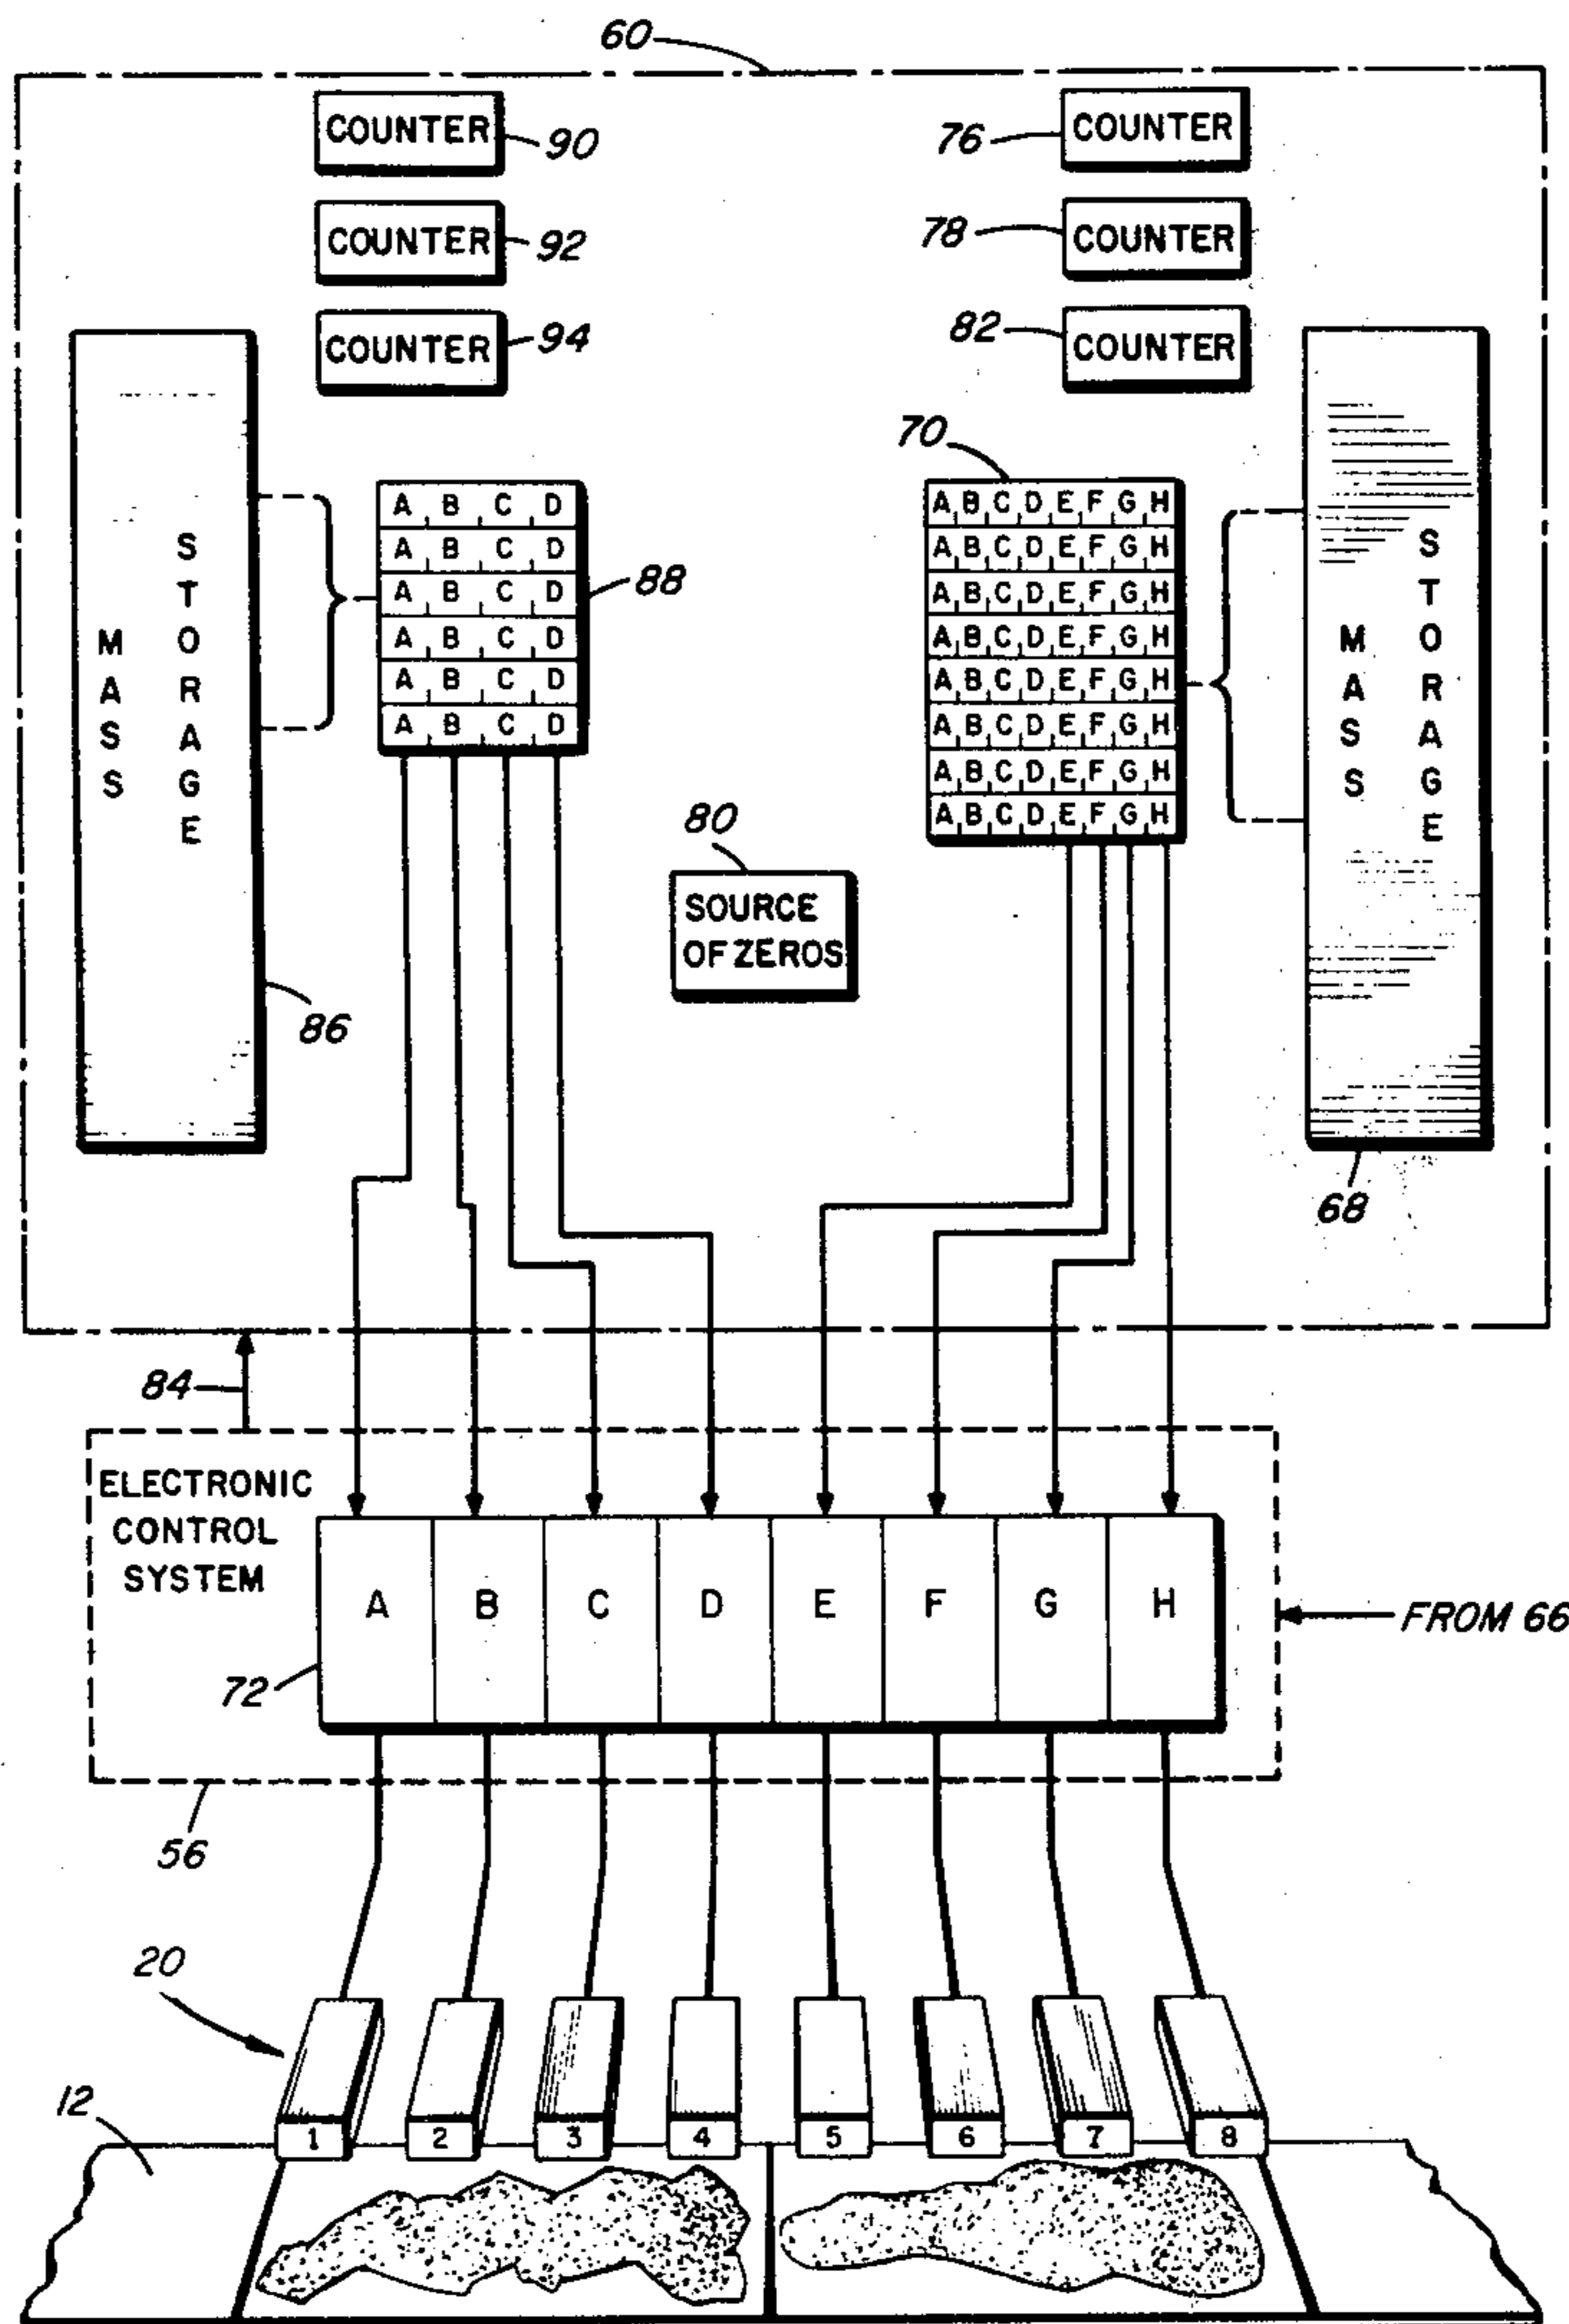 60
COUNTER 90
76 COUNTER
COUNTER 92
78 COUNTER
COUNTER 94
82 COUNTER
70
MASS STORAGE
A B C D
A B C D
A B C D
A B C D
A B C D
A B C D
88
A B C D E F G H
A B C D E F G H
A B C D E F G H
A B C D E F G H
A B C D E F G H
A B C D E F G H
A B C D E F G H
A B C D E F G H
MASS STORAGE
80
SOURCE
OF ZEROS
86
68
84
ELECTRONIC
CONTROL
SYSTEM
A B C D E F G H
FROM 66
72
56
20
12
1 2 3 4 5 6 7 8